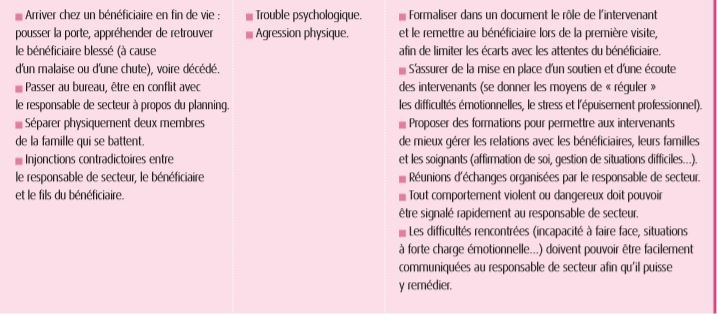 ■ Arriver chez un bénéficiaire en fin de vie :
pousser la porte, appréhender de retrouver
le bénéficiaire blessé (à cause
d’un malaise ou d’une chute), voire décédé.
■ Passer au bureau, être en conflit avec
le responsable de secteur à propos du planning.
■ Séparer physiquement deux membres
de la famille qui se battent.
■ Injonctions contradictoires entre
le responsable de secteur, le bénéficiaire
et le fils du bénéficiaire.
■ Trouble psychologique.
■ Agression physique.
■ Formaliser dans un document le rôle de l’intervenant
et le remettre au bénéficiaire lors de la première visite,
afin de limiter les écarts avec les attentes du bénéficiaire.
■ S’assurer de la mise en place d’un soutien et d’une écoute
des intervenants (se donner les moyens de « réguler »
les difficultés émotionnelles, le stress et l’épuisement professionnel).
■ Proposer des formations pour permettre aux intervenants
de mieux gérer les relations avec les bénéficiaires, leurs familles
et les soignants (affirmation de soi, gestion de situations difficiles...).
■ Réunions d’échanges organisées par le responsable de secteur.
■ Tout comportement violent ou dangereux doit pouvoir
être signalé rapidement au responsable de secteur.
■ Les difficultés rencontrées (incapacité à faire face, situations
à forte charge émotionnelle...) doivent pouvoir être facilement
communiquées au responsable de secteur afin qu’il puisse
y remédier.